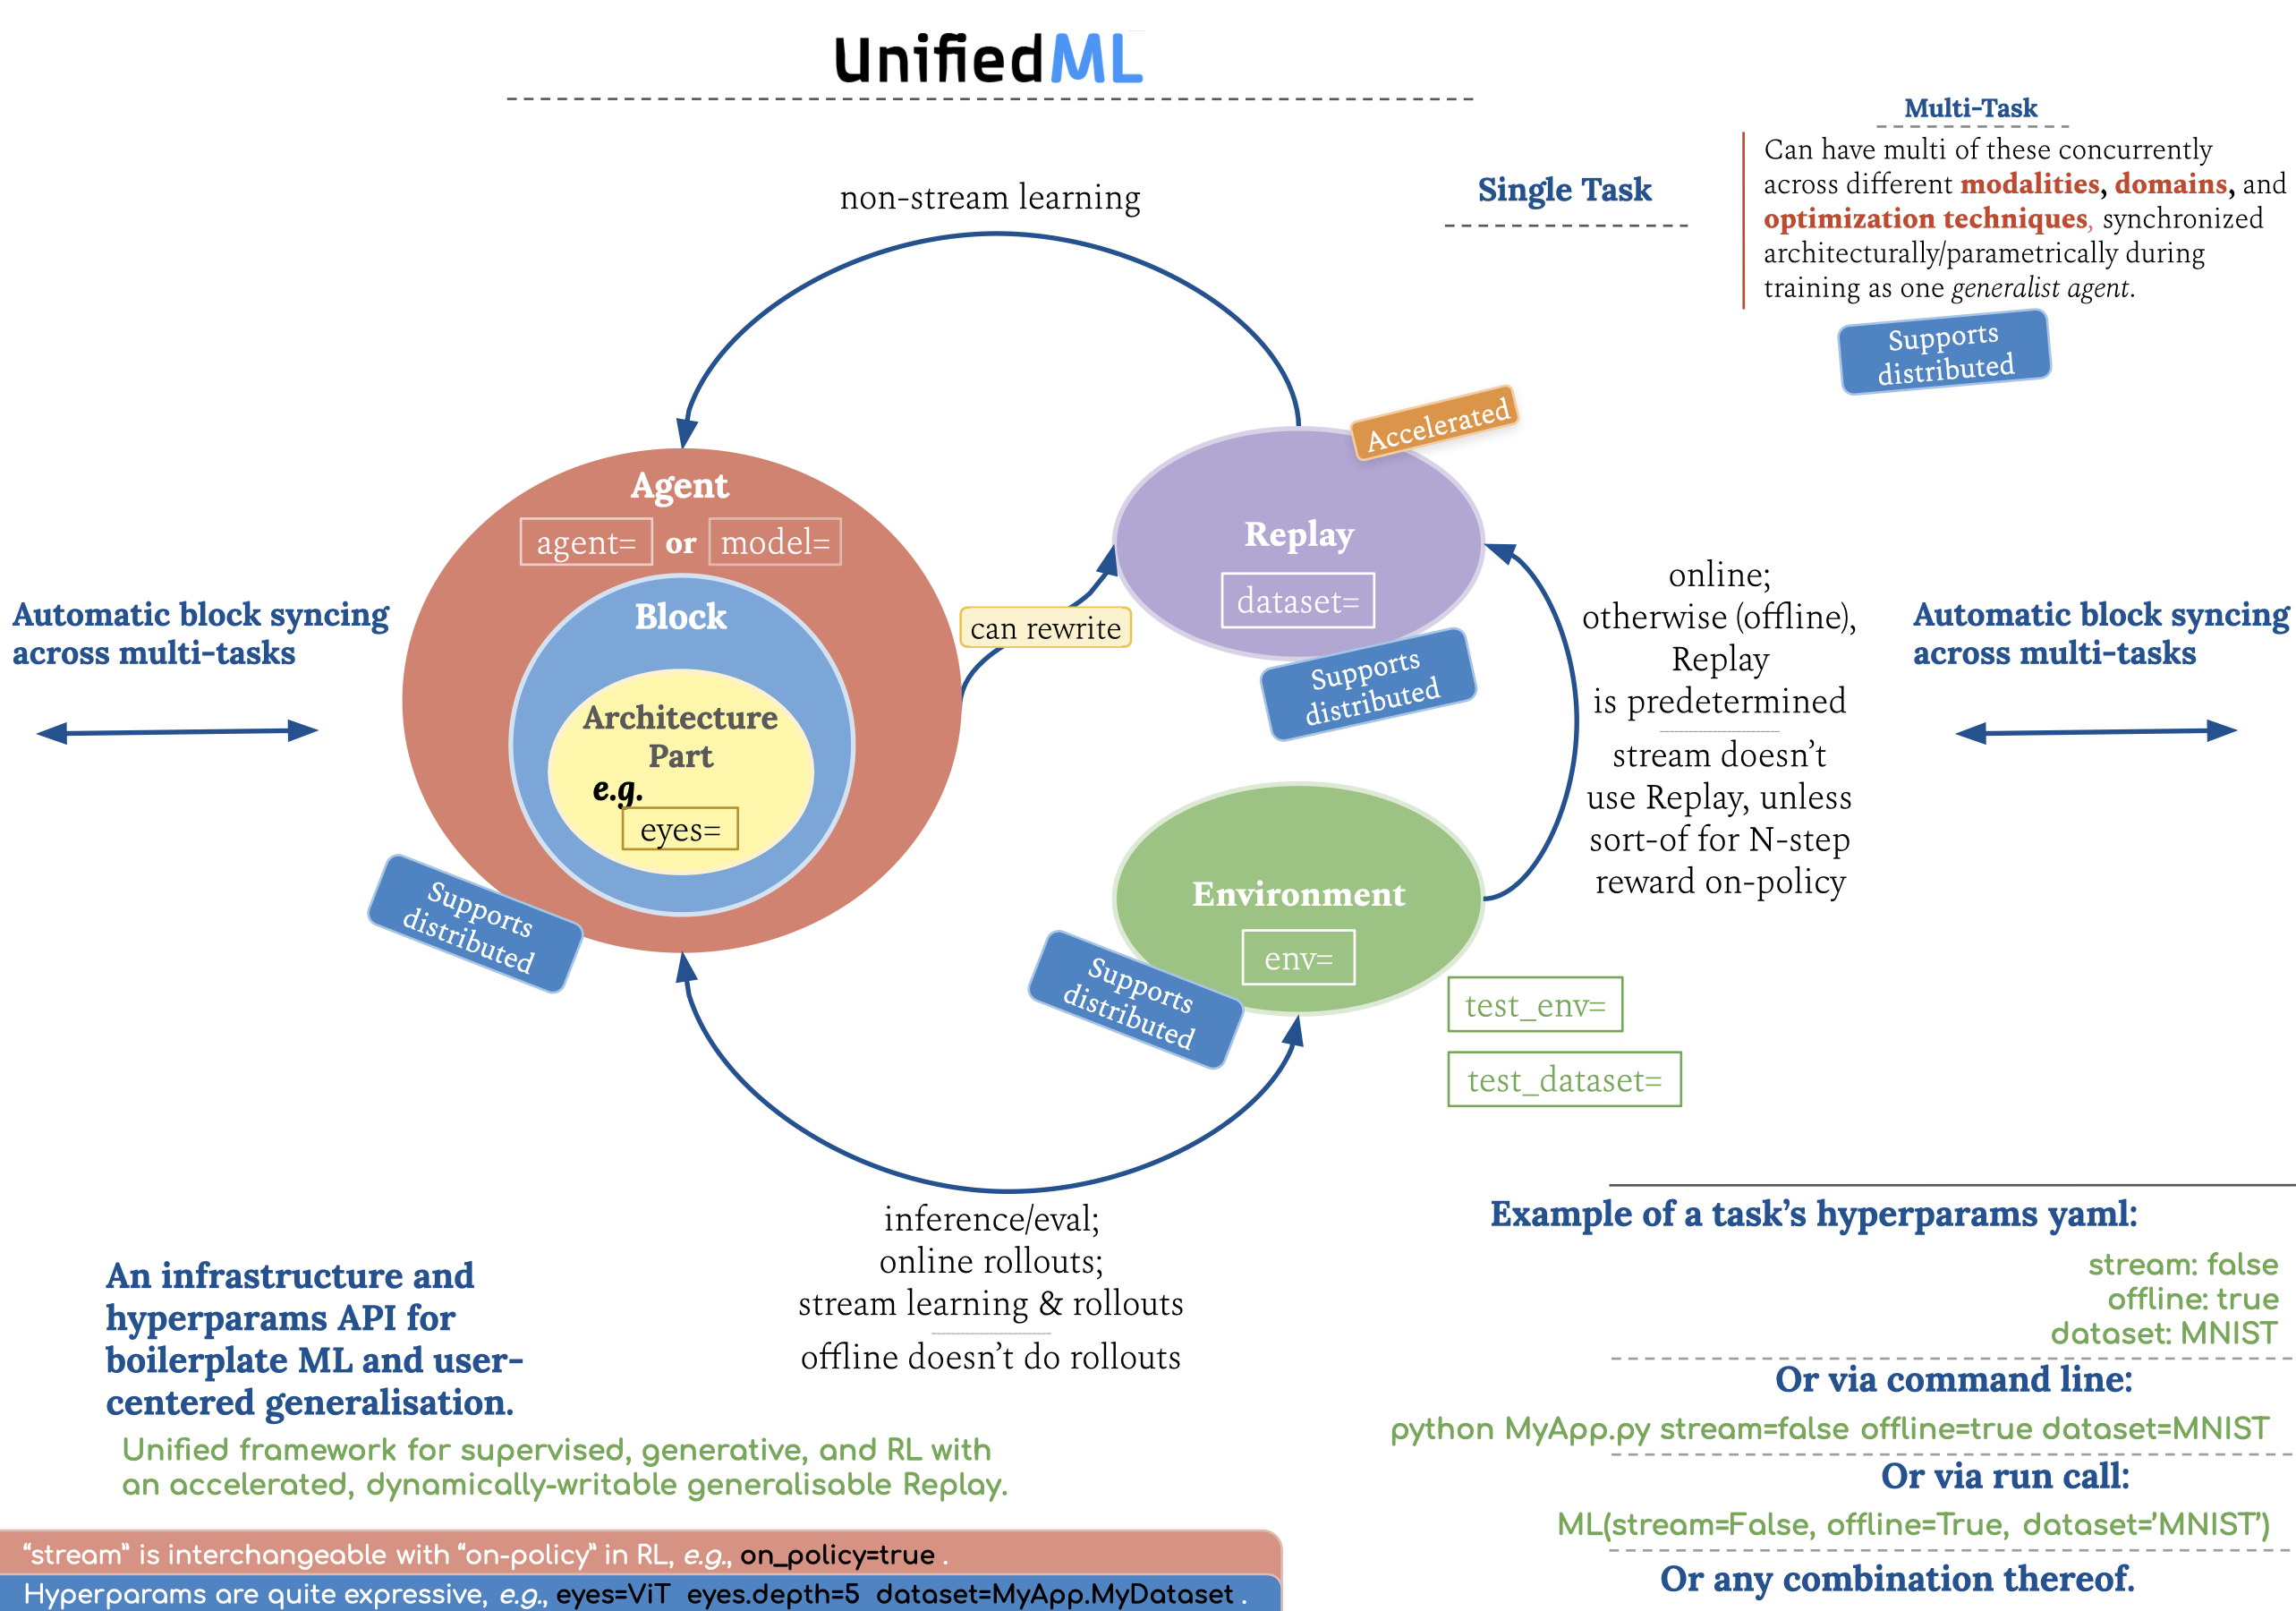 UnifiedML
Multi-Task
Can have multi of these concurrently
across different modalities, domains, and
optimization techniques, synchronized
architecturally/parametrically during
training as one generalist agent.
Supports
distributed
Single Task
non-stream learning
Accelerated
Agent
agent= or model=
Block
Architecture
Part
e.g.
eyes=
Supports
distributed
can rewrite
Replay
dataset=
Supports
distributed
online;
otherwise (offline),
Replay
is predetermined
stream doesn’t
use Replay, unless
sort-of for N-step
reward on-policy
Automatic block syncing
across multi-tasks
Automatic block syncing
across multi-tasks
Environment
env=
Supports
distributed
test_env=
test_dataset=
inference/eval;
online rollouts;
stream learning & rollouts
offline doesn’t do rollouts
An infrastructure and
hyperparams API for
boilerplate ML and user-
centered generalisation.
Unified framework for supervised, generative, and RL with
an accelerated, dynamically-writable generalisable Replay.
Example of a task’s hyperparams yaml:
stream: false
offline: true
dataset: MNIST
Or via command line:
python MyApp.py stream=false offline=true dataset=MNIST
Or via run call:
ML(stream=False, offline=True, dataset=’MNIST’)
Or any combination thereof.
“stream” is interchangeable with “on-policy” in RL, e.g., on_policy=true .
Hyperparams are quite expressive, e.g., eyes=ViT eyes.depth=5 dataset=MyApp.MyDataset .